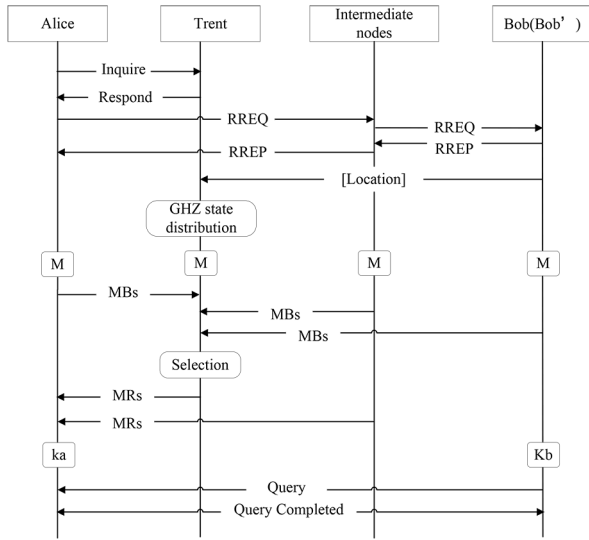 Alice
Trent
Intermediate
nodes
Bob(Bob’)
Inquire
Respond
RREQ
RREQ
RREP
RREP
[Location]
GHZ state
distribution
M
M
M
M
MBs
MBs
MBs
Selection
MRs
MRs
ka
Kb
Query
Query Completed